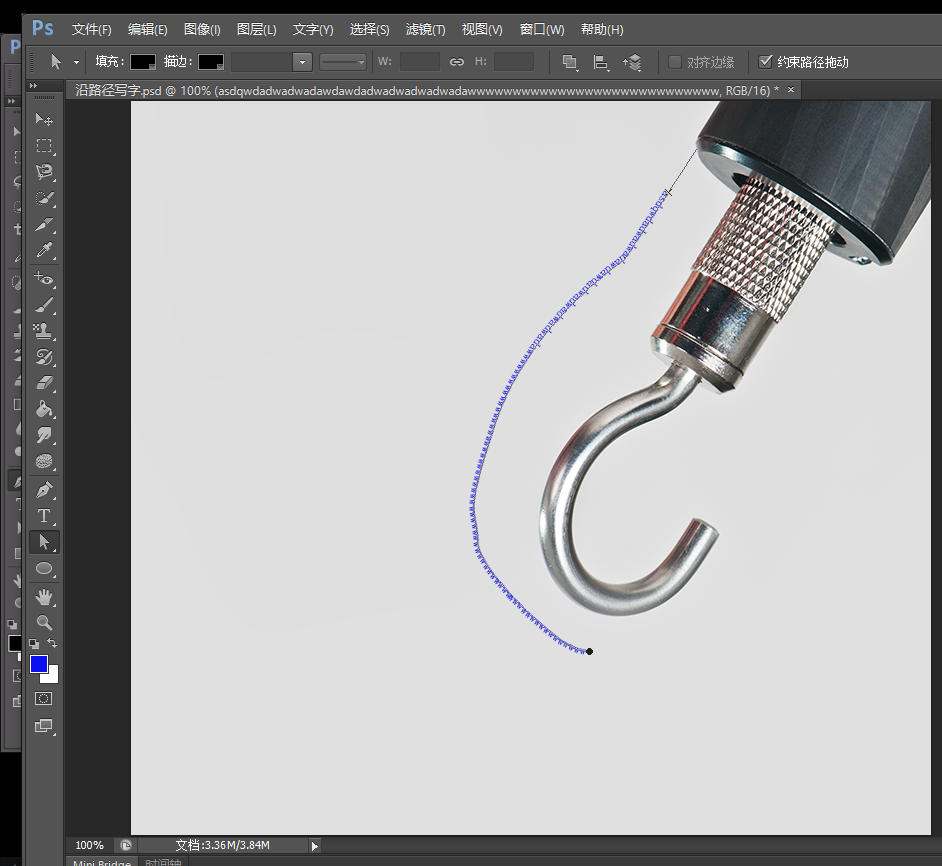 Ps 文件(F) 编辑(E) 图像(I) 图层(L) 文字(Y) 选择(S) 滤镜(T) 视图(V) 窗口(W) 帮助(H)
填充: 描边: W: H: 对齐边缘 约束路径拖动
沿路径写字.psd @ 100% (asdqwdadwadwadawdawdadwadwadwadwadawwwwwwwwwwwwwwwwwwwwwwwwwwwwww, RGB/16) * ×
T
100% 文档:3.36M/3.84M
Mini Bridge 时间轴